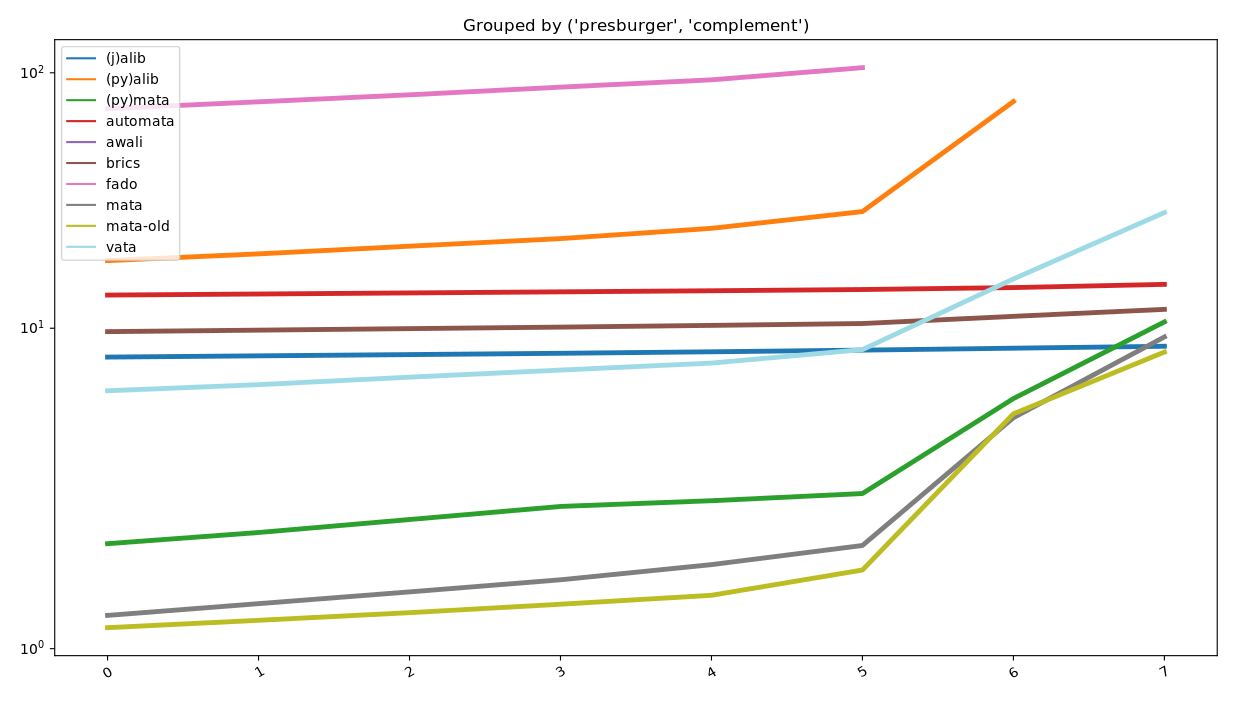 Grouped by ('presburger', 'complement')
(j)alib
(py)alib
(py)mata
automata
awali
brics
fado
mata
mata-old
vata
10²
10¹
10⁰
0 1 2 3 4 5 6 7